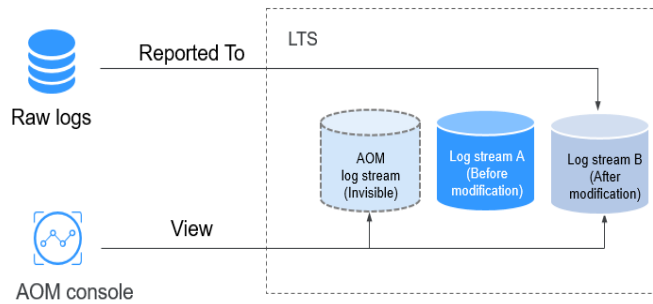 Reported To
LTS
Raw logs
AOM
log stream
(Invisible)
Log stream A
(Before
modification)
Log stream B
(After
modification)
View
AOM console